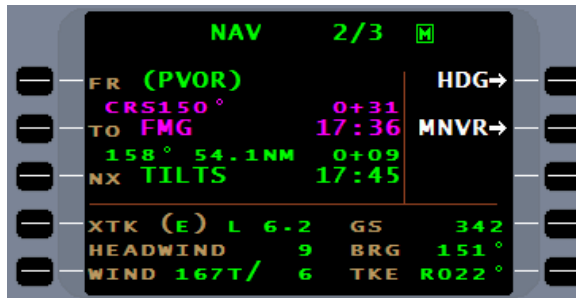 NAV 2/3 M
FR (PVOR) HDG→
CRS150° 0+31
TO FMG 17:36 MNVR→
158° 54.1NM 0+09
NX TILTS 17:45
XTK (E) L 6.2 GS 342
HEADWIND 9 BRG 151°
WIND 167T/ 6 TKE R022°